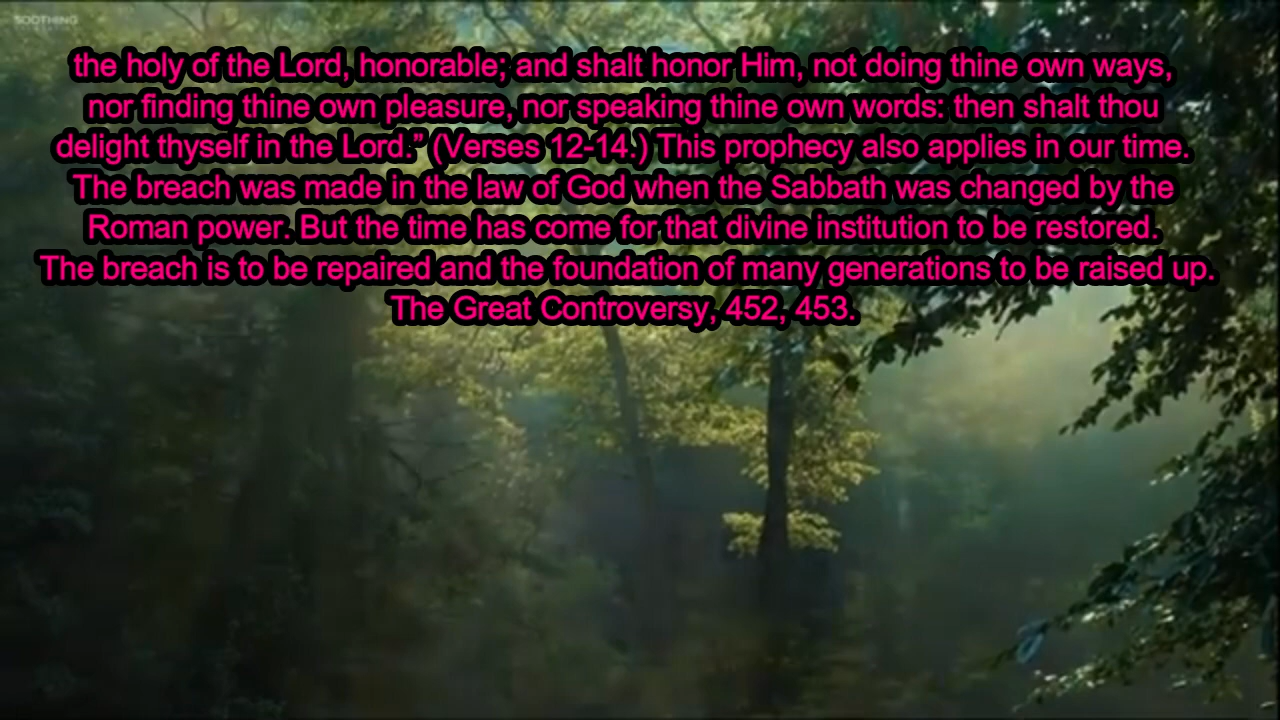 SOOTHING
the holy of the Lord, honorable; and shalt honor Him, not doing thine own ways,
nor finding thine own pleasure, nor speaking thine own words: then shalt thou
delight thyself in the Lord.” (Verses 12-14.) This prophecy also applies in our time.
The breach was made in the law of God when the Sabbath was changed by the
Roman power. But the time has come for that divine institution to be restored.
The breach is to be repaired and the foundation of many generations to be raised up.
The Great Controversy, 452, 453.